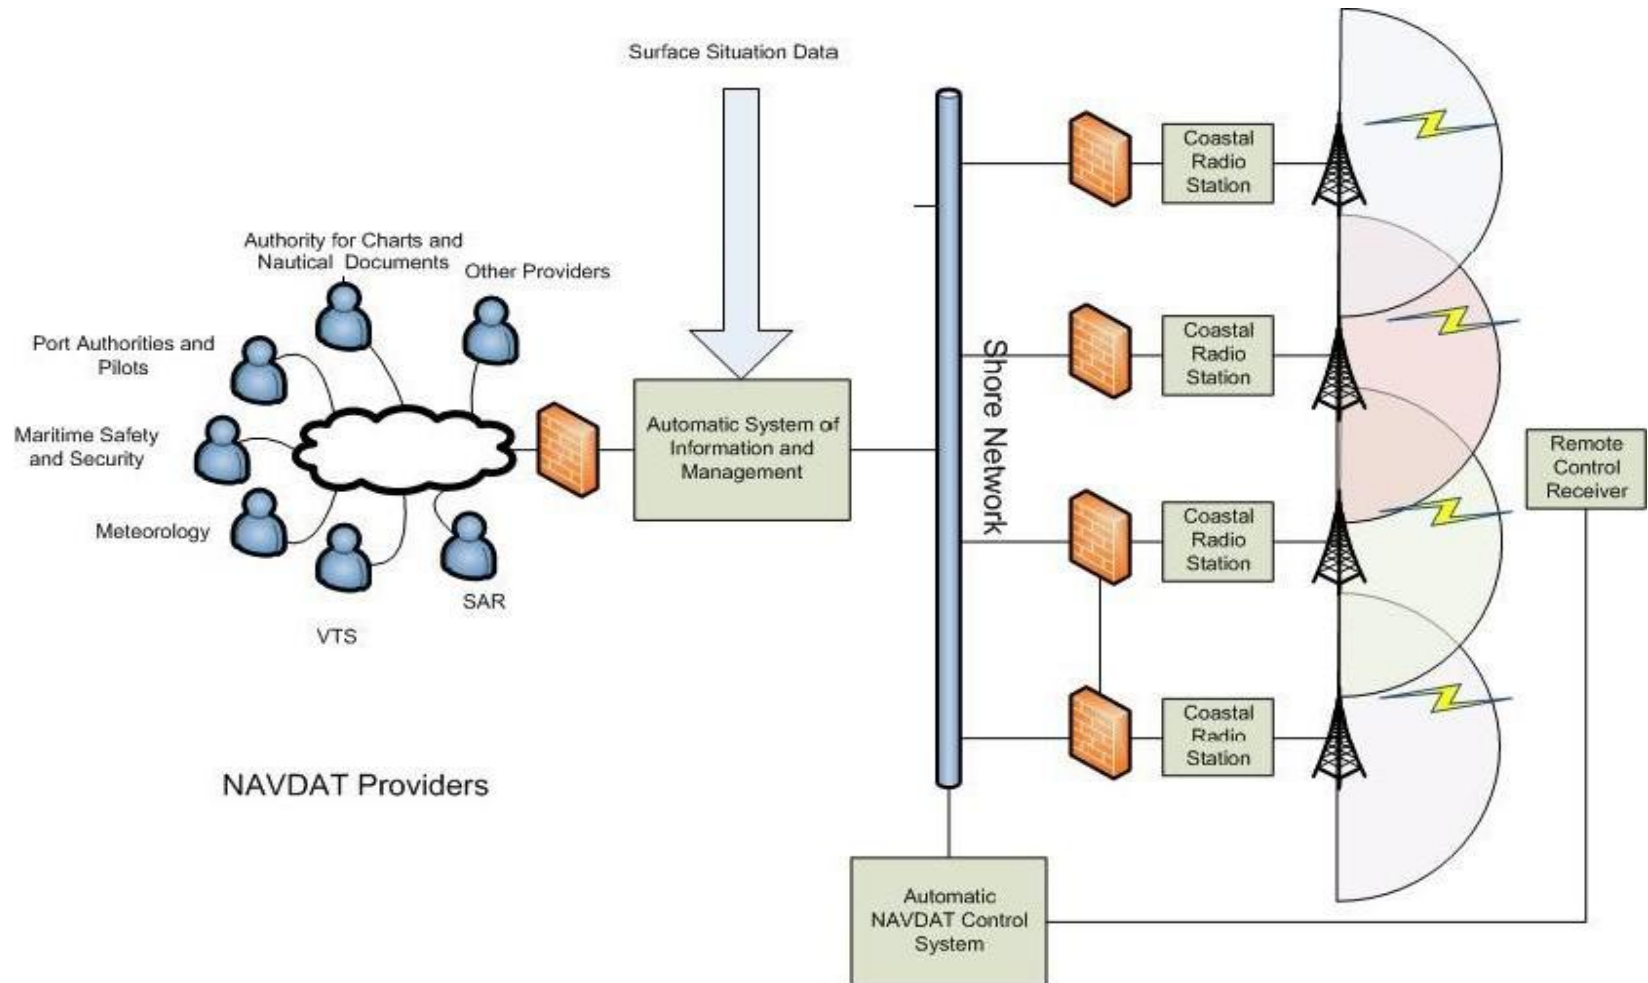 Surface Situation Data
Authority for Charts and
Nautical Documents
Other Providers
Port Authorities and
Pilots
Maritime Safety
and Security
Meteorology
VTS
SAR
NAVDAT Providers
Automatic System of
Information and
Management
Shore Network
Coastal
Radio
Station
Coastal
Radio
Station
Coastal
Radio
Station
Coastal
Radio
Station
Remote
Control
Receiver
Automatic
NAVDAT Control
System